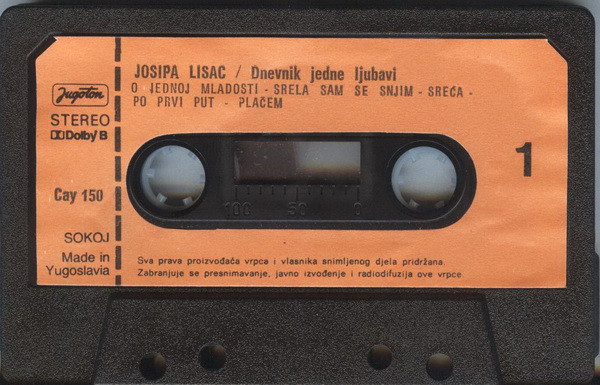 JOSIPA LISAC / Dnevnik jedne ljubavi
O JEDNOJ MLADOSTI - SRELA SAM SE SNJIM - SREĆA -
PO PRVI PUT - PLAČEM
Jugoton
STEREO
Dolby B
Cay 150
SOKOJ
Made in
Yugoslavia
1
100 50 0
Sva prava proizvođača vrpca i vlasnika snimljenog djela pridržana.
Zabranjuje se presnimavanje, javno izvođenje i radiodifuzija ove vrpce.